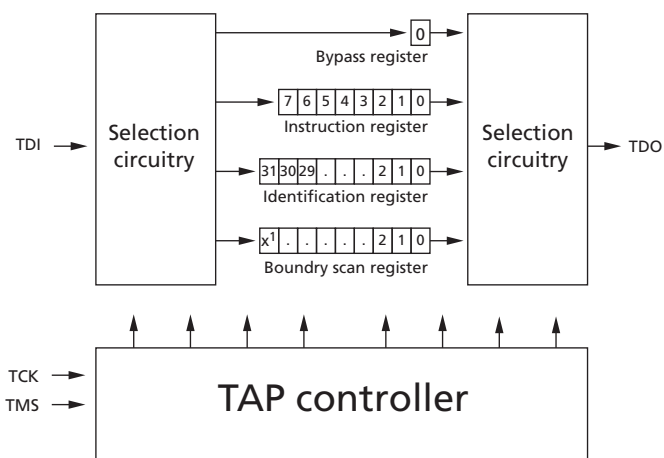 0
Bypass register
7 6 5 4 3 2 1 0
Instruction register
TDI
Selection
circuitry
Selection
circuitry
TDO
31 30 29 . . . 2 1 0
Identification register
x¹ . . . . . 2 1 0
Boundry scan register
TCK
TMS
TAP controller